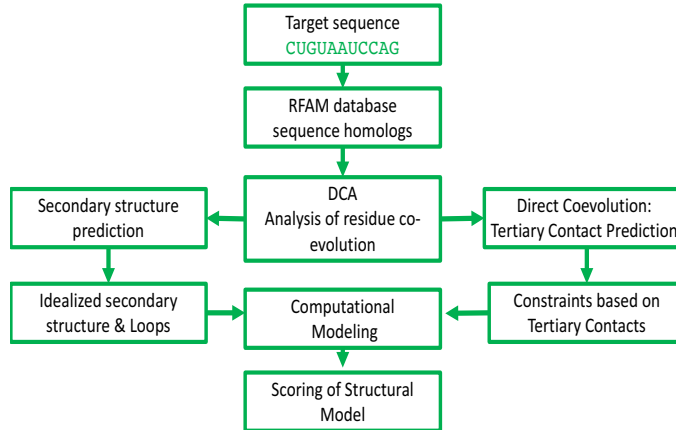 Target sequence
CUGUAAUCCAG
RFAM database
sequence homologs
DCA
Analysis of residue co-
evolution
Secondary structure
prediction
Direct Coevolution:
Tertiary Contact Prediction
Idealized secondary
structure & Loops
Computational
Modeling
Constraints based on
Tertiary Contacts
Scoring of Structural
Model